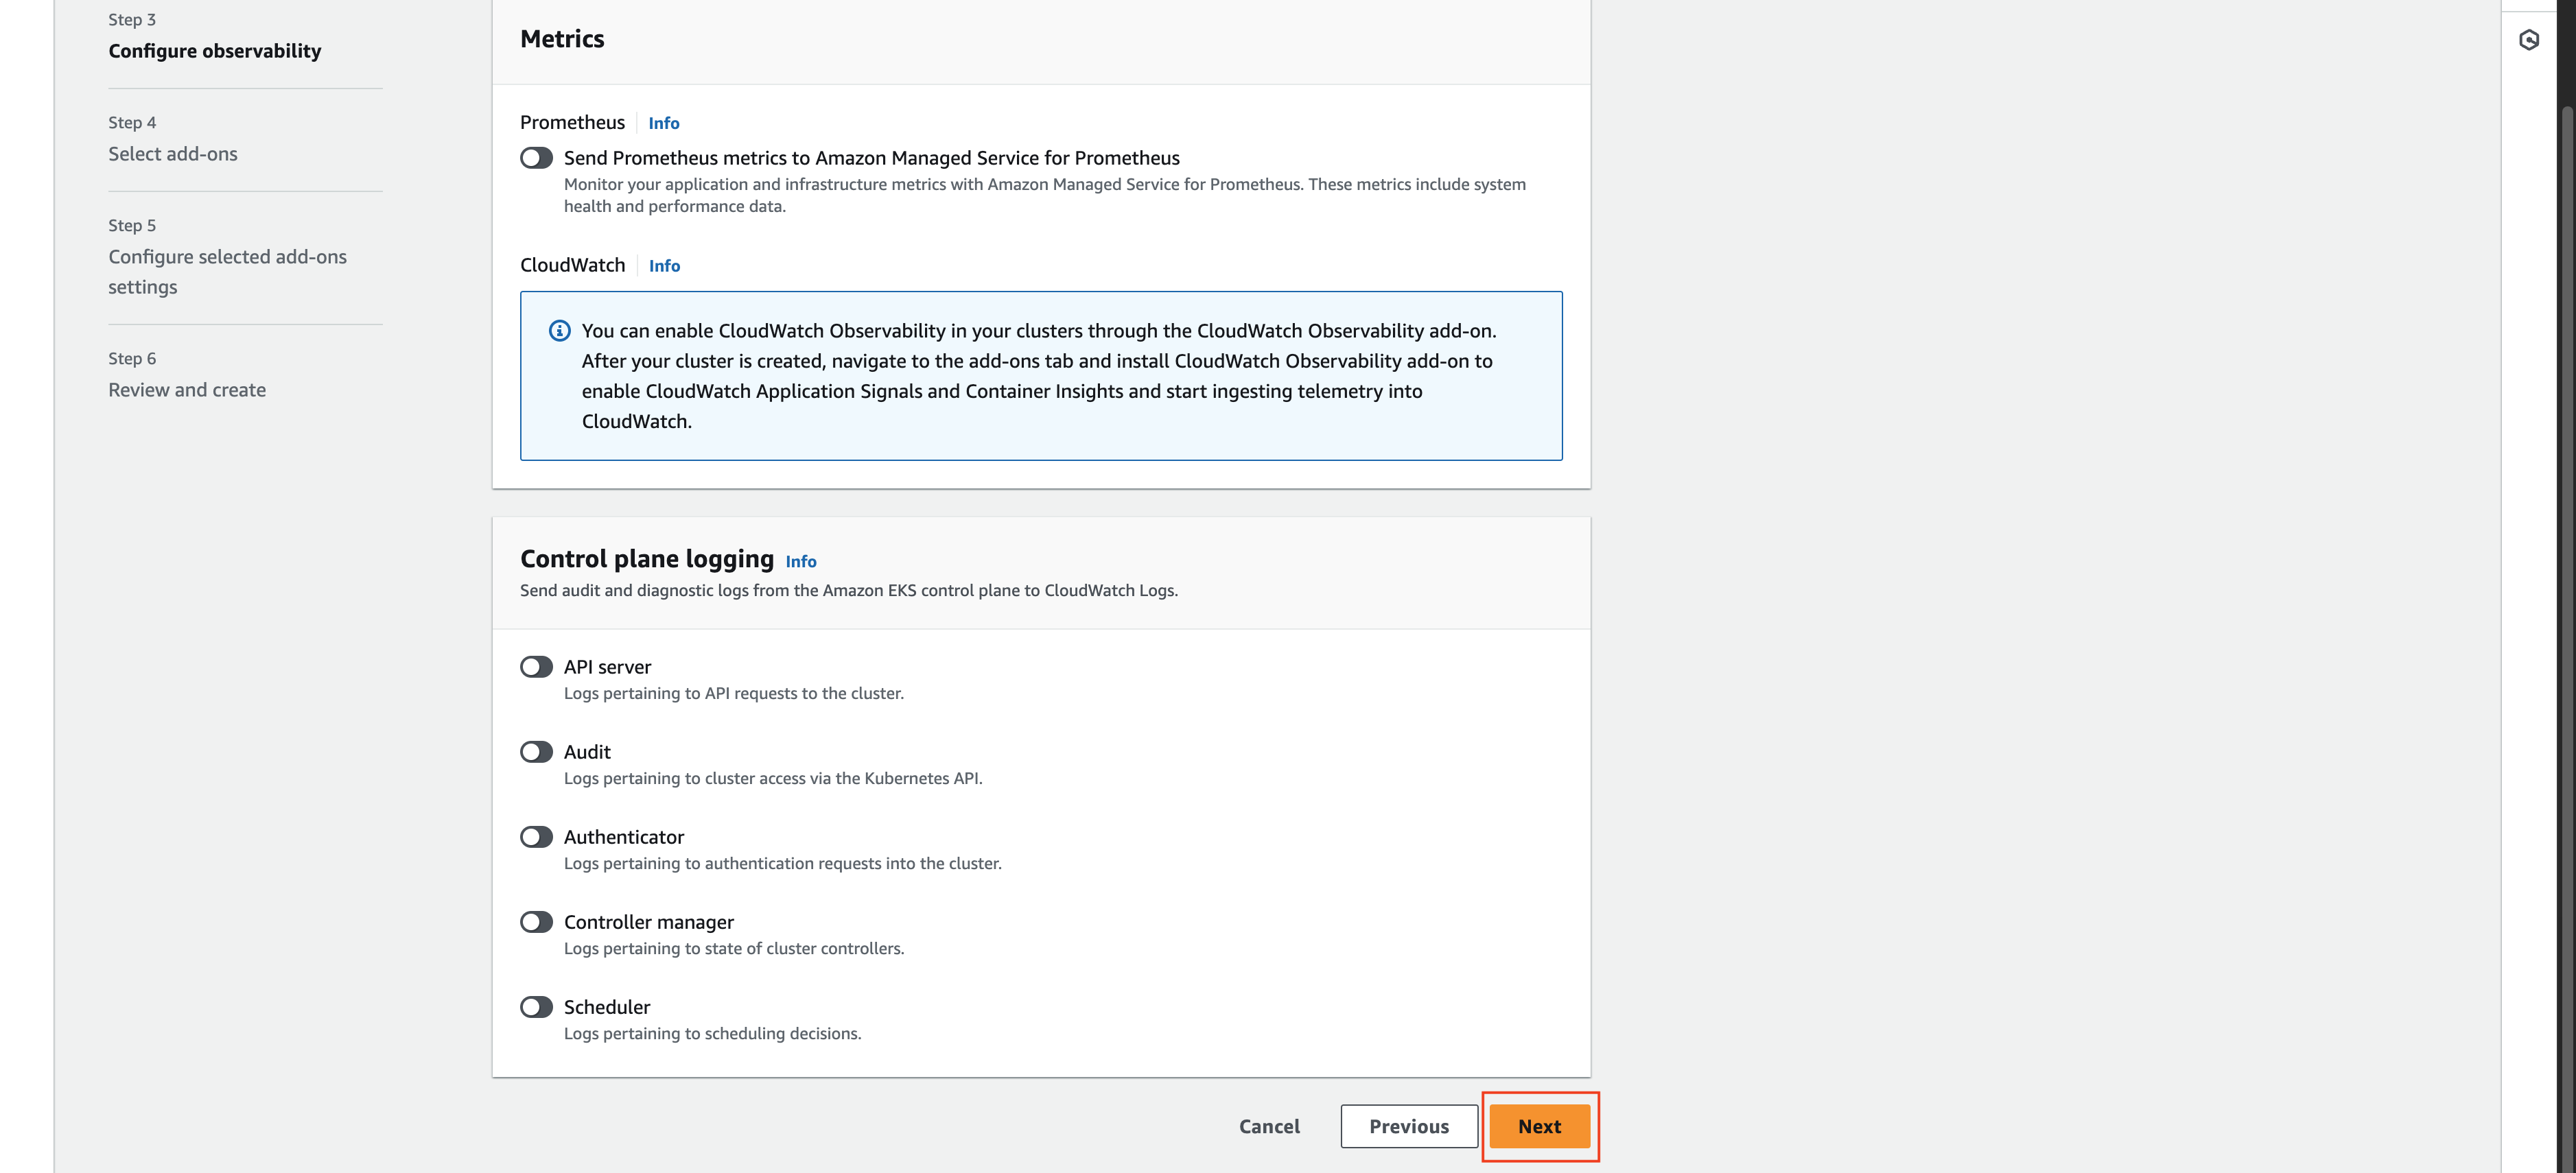 Step 3
Configure observability
Step 4
Select add-ons
Step 5
Configure selected add-ons
settings
Step 6
Review and create
Metrics
Prometheus Info
Send Prometheus metrics to Amazon Managed Service for Prometheus
Monitor your application and infrastructure metrics with Amazon Managed Service for Prometheus. These metrics include system
health and performance data.
CloudWatch Info
You can enable CloudWatch Observability in your clusters through the CloudWatch Observability add-on.
After your cluster is created, navigate to the add-ons tab and install CloudWatch Observability add-on to
enable CloudWatch Application Signals and Container Insights and start ingesting telemetry into
CloudWatch.
Control plane logging Info
Send audit and diagnostic logs from the Amazon EKS control plane to CloudWatch Logs.
API server
Logs pertaining to API requests to the cluster.
Audit
Logs pertaining to cluster access via the Kubernetes API.
Authenticator
Logs pertaining to authentication requests into the cluster.
Controller manager
Logs pertaining to state of cluster controllers.
Scheduler
Logs pertaining to scheduling decisions.
Cancel Previous Next